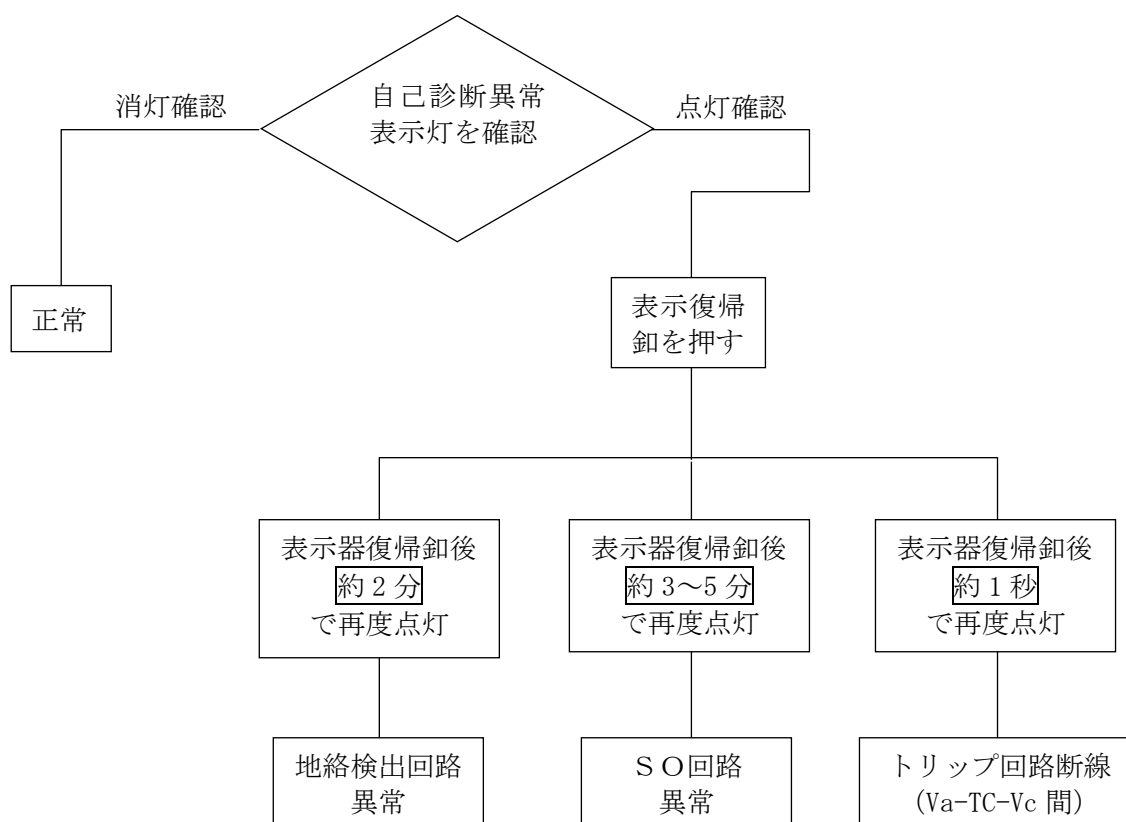 自己診断異常
表示灯を確認
消灯確認
点灯確認
正常
表示復帰
釦を押す
表示器復帰釦後
約2分
で再度点灯
表示器復帰釦後
約3～5分
で再度点灯
表示器復帰釦後
約1秒
で再度点灯
地絡検出回路
異常
ＳＯ回路
異常
トリップ回路断線
(Va-TC-Vc間)